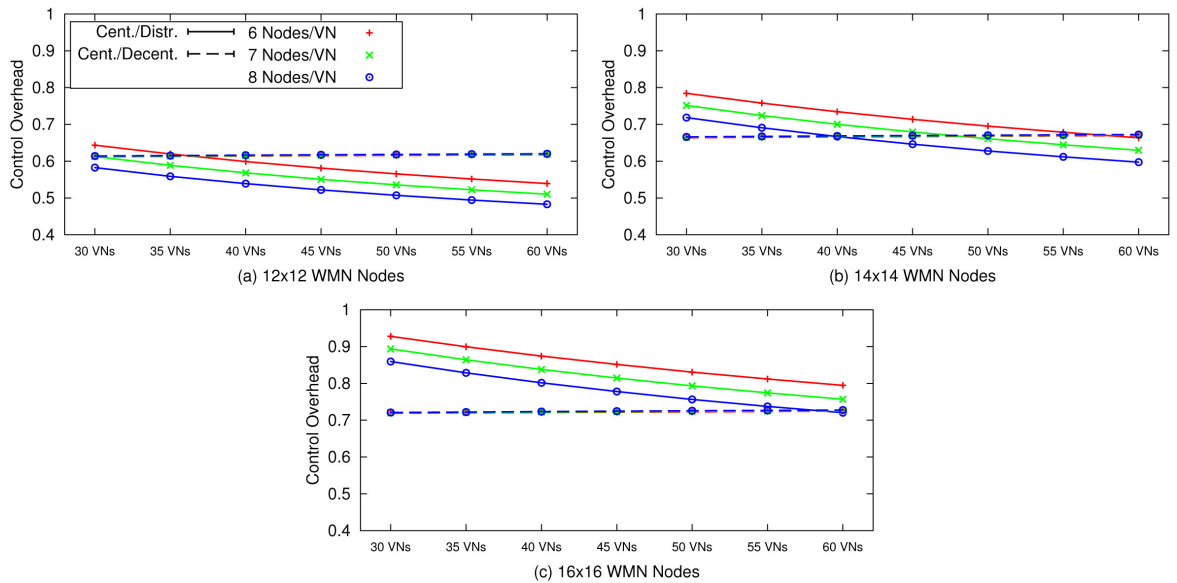 1
0.9
0.8
0.7
0.6
0.5
0.4
Control Overhead
Cent./Distr.
Cent./Decent.
6 Nodes/VN
7 Nodes/VN
8 Nodes/VN
30 VNs 35 VNs 40 VNs 45 VNs 50 VNs 55 VNs 60 VNs
(a) 12x12 WMN Nodes
1
0.9
0.8
0.7
0.6
0.5
0.4
Control Overhead
30 VNs 35 VNs 40 VNs 45 VNs 50 VNs 55 VNs 60 VNs
(b) 14x14 WMN Nodes
1
0.9
0.8
0.7
0.6
0.5
0.4
Control Overhead
30 VNs 35 VNs 40 VNs 45 VNs 50 VNs 55 VNs 60 VNs
(c) 16x16 WMN Nodes